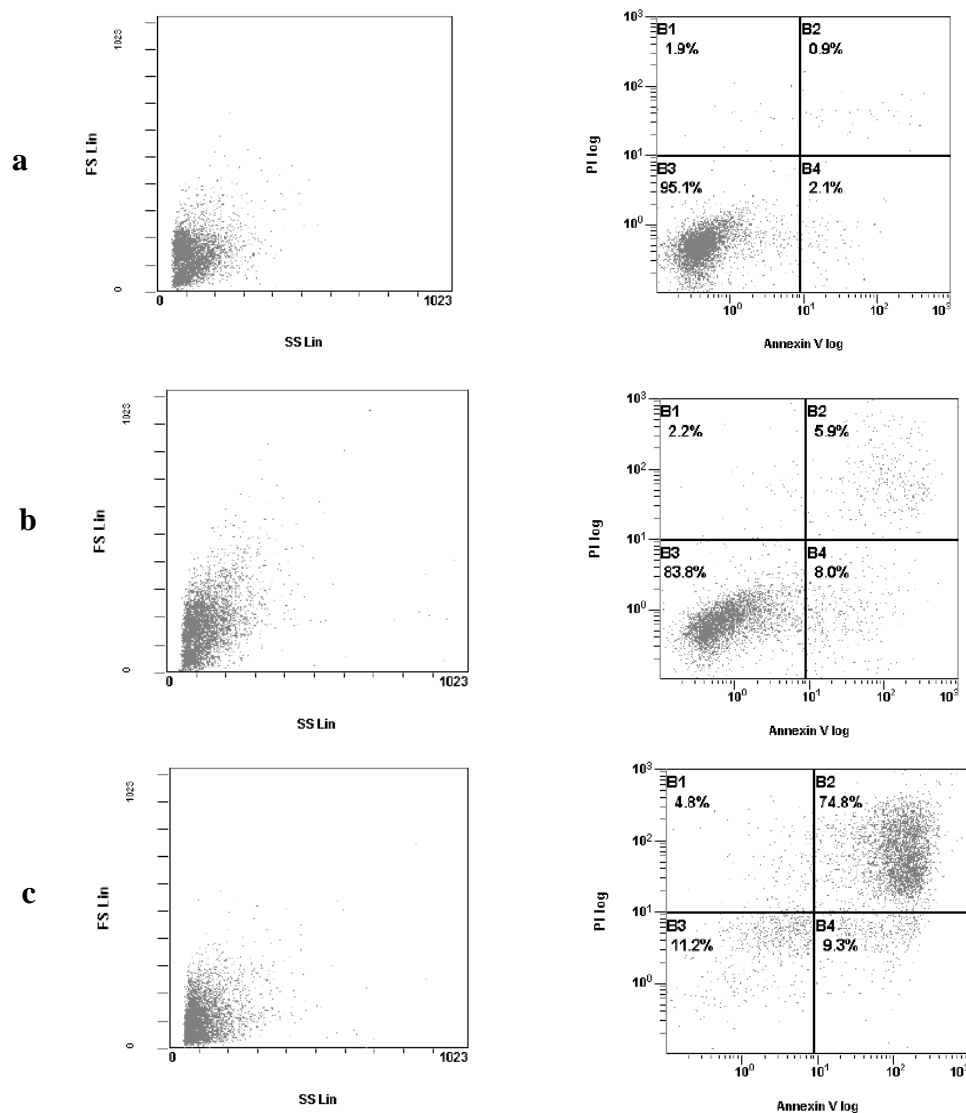 a
1023
FS Lin
0
0 1023
SS Lin
10³
10²
10¹
10⁰
PI log
B1
1.9%
B2
0.9%
B3
95.1%
B4
2.1%
10⁰ 10¹ 10² 10³
Annexin V log
b
1023
FS Lin
0
0 1023
SS Lin
10³
10²
10¹
10⁰
PI log
B1
2.2%
B2
5.9%
B3
83.8%
B4
8.0%
10⁰ 10¹ 10² 10³
Annexin V log
c
1023
FS Lin
0
0 1023
SS Lin
10³
10²
10¹
10⁰
PI log
B1
4.8%
B2
74.8%
B3
11.2%
B4
9.3%
10⁰ 10¹ 10² 10³
Annexin V log